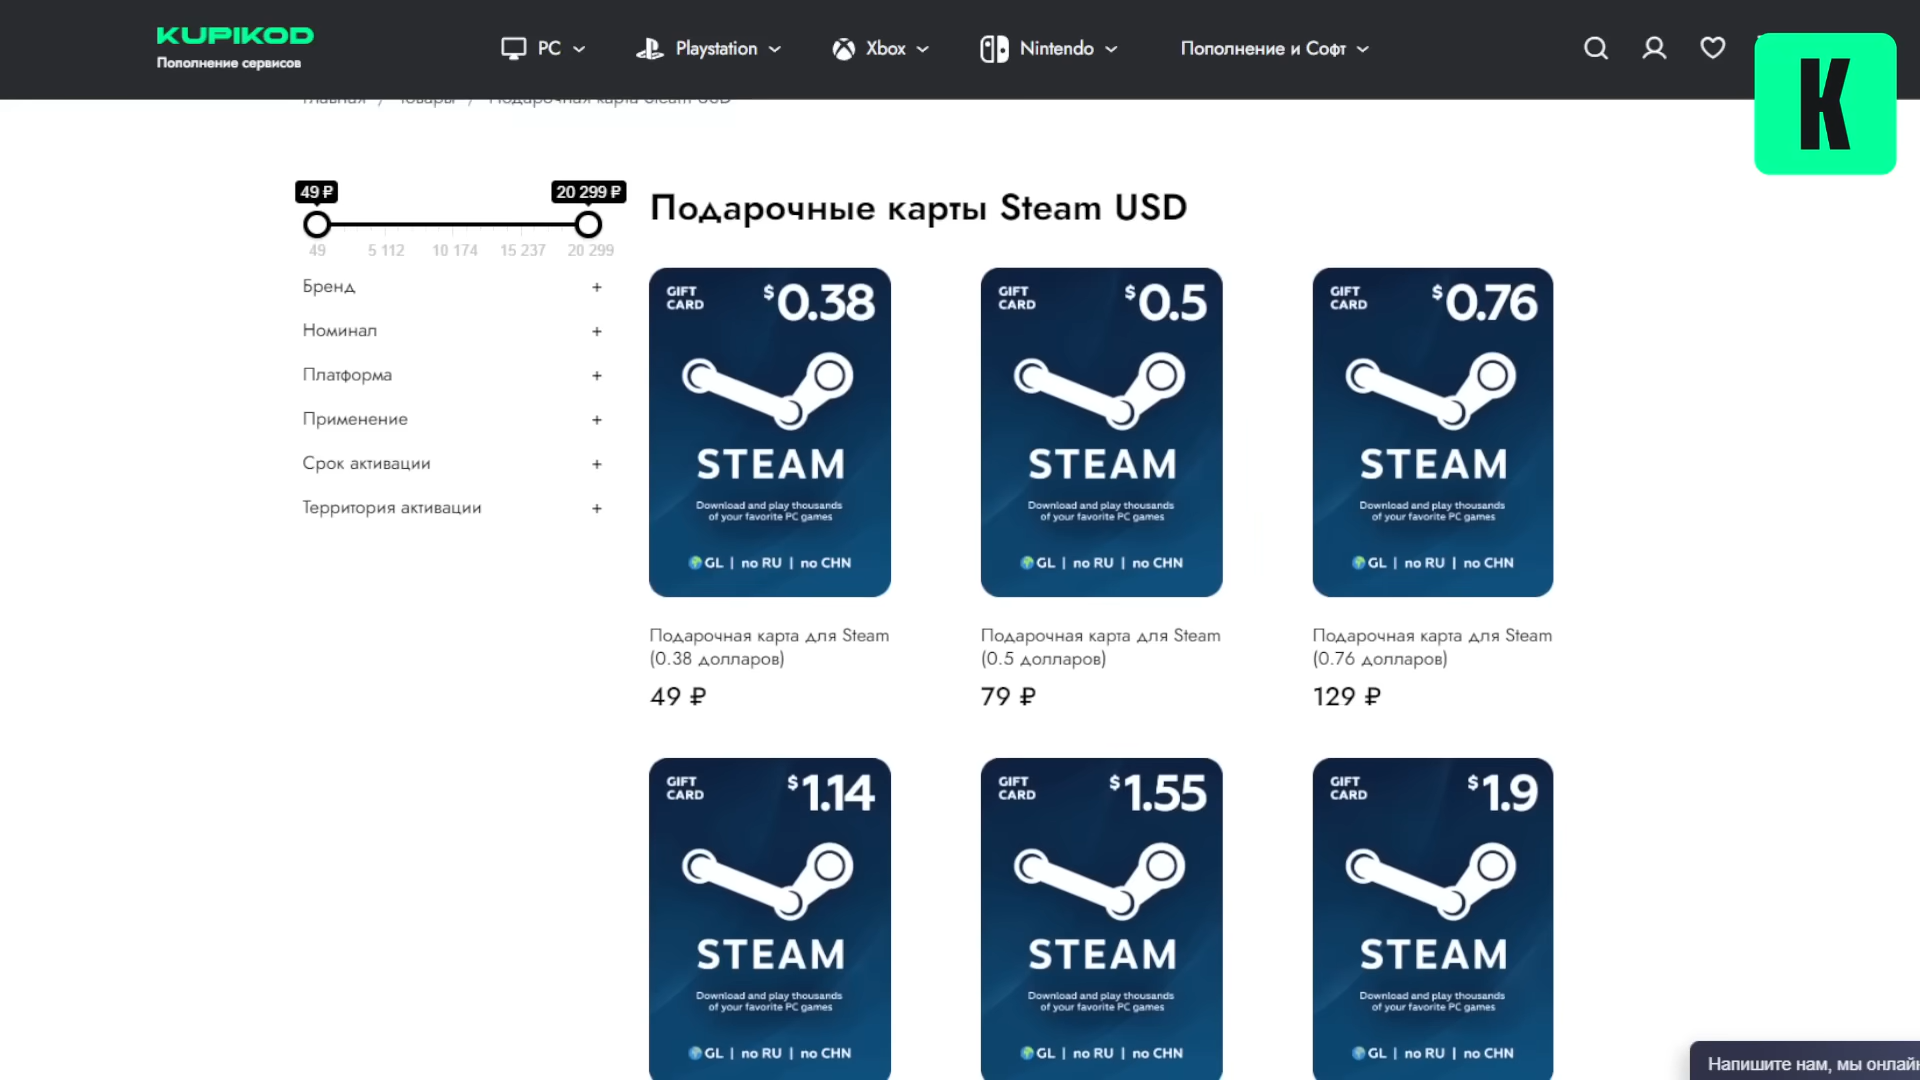 KUPIKOD
Пополнение сервисов
PC
Playstation
Xbox
Nintendo
Пополнение и Софт
K
Главная / Товары / Подарочная карта Steam USD
49 ₽
20 299 ₽
49
5 112
10 174
15 237
20 299
Бренд +
Номинал +
Платформа +
Применение +
Срок активации +
Территория активации +
Подарочные карты Steam USD
GIFT
CARD
$0.38
STEAM
Download and play thousands
of your favorite PC games
GL | no RU | no CHN
Подарочная карта для Steam
(0.38 долларов)
49 ₽
GIFT
CARD
$0.5
STEAM
Download and play thousands
of your favorite PC games
GL | no RU | no CHN
Подарочная карта для Steam
(0.5 долларов)
79 ₽
GIFT
CARD
$0.76
STEAM
Download and play thousands
of your favorite PC games
GL | no RU | no CHN
Подарочная карта для Steam
(0.76 долларов)
129 ₽
GIFT
CARD
$1.14
STEAM
Download and play thousands
of your favorite PC games
GL | no RU | no CHN
GIFT
CARD
$1.55
STEAM
Download and play thousands
of your favorite PC games
GL | no RU | no CHN
GIFT
CARD
$1.9
STEAM
Download and play thousands
of your favorite PC games
GL | no RU | no CHN
Напишите нам, мы онлайн